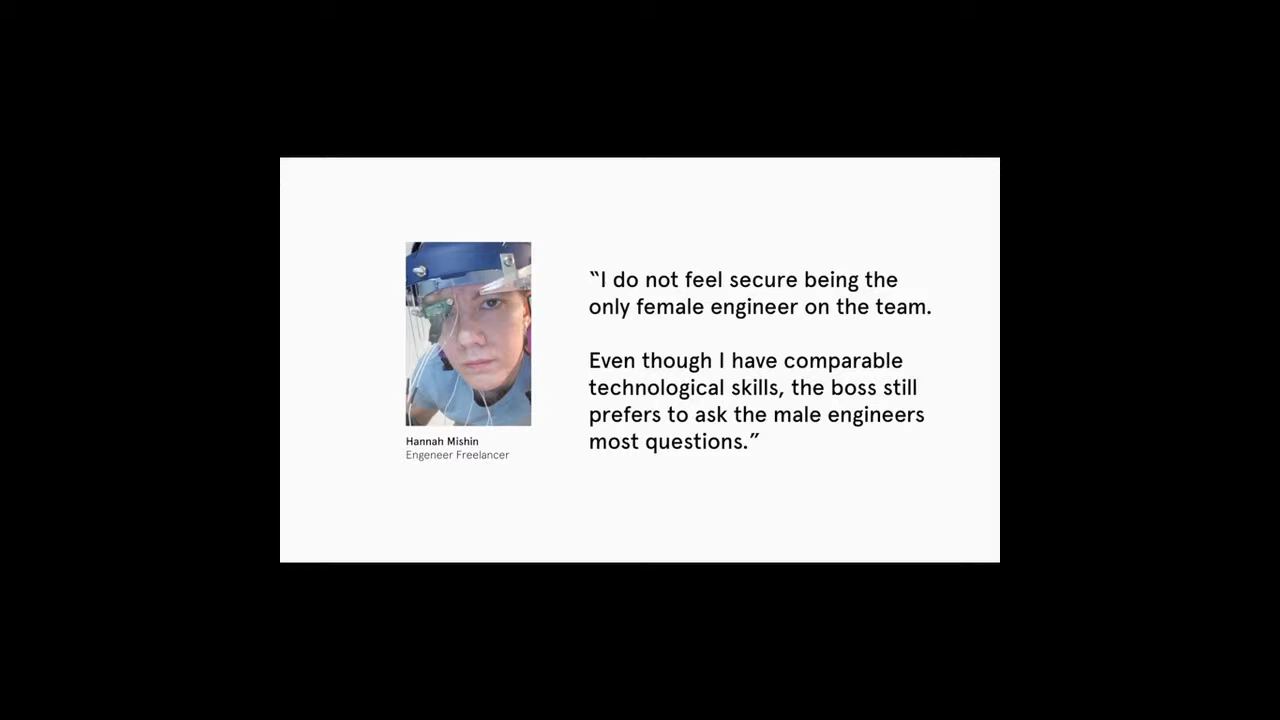 “I do not feel secure being the
only female engineer on the team.
Even though I have comparable
technological skills, the boss still
prefers to ask the male engineers
most questions.”
Hannah Mishin
Engeneer Freelancer